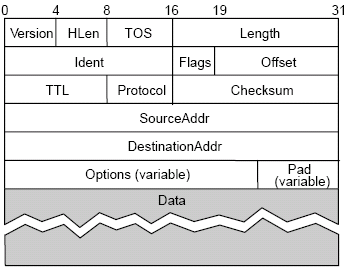 0 4 8 16 19 31
Version HLen TOS Length
Ident Flags Offset
TTL Protocol Checksum
SourceAddr
DestinationAddr
Options (variable) Pad
(variable)
Data